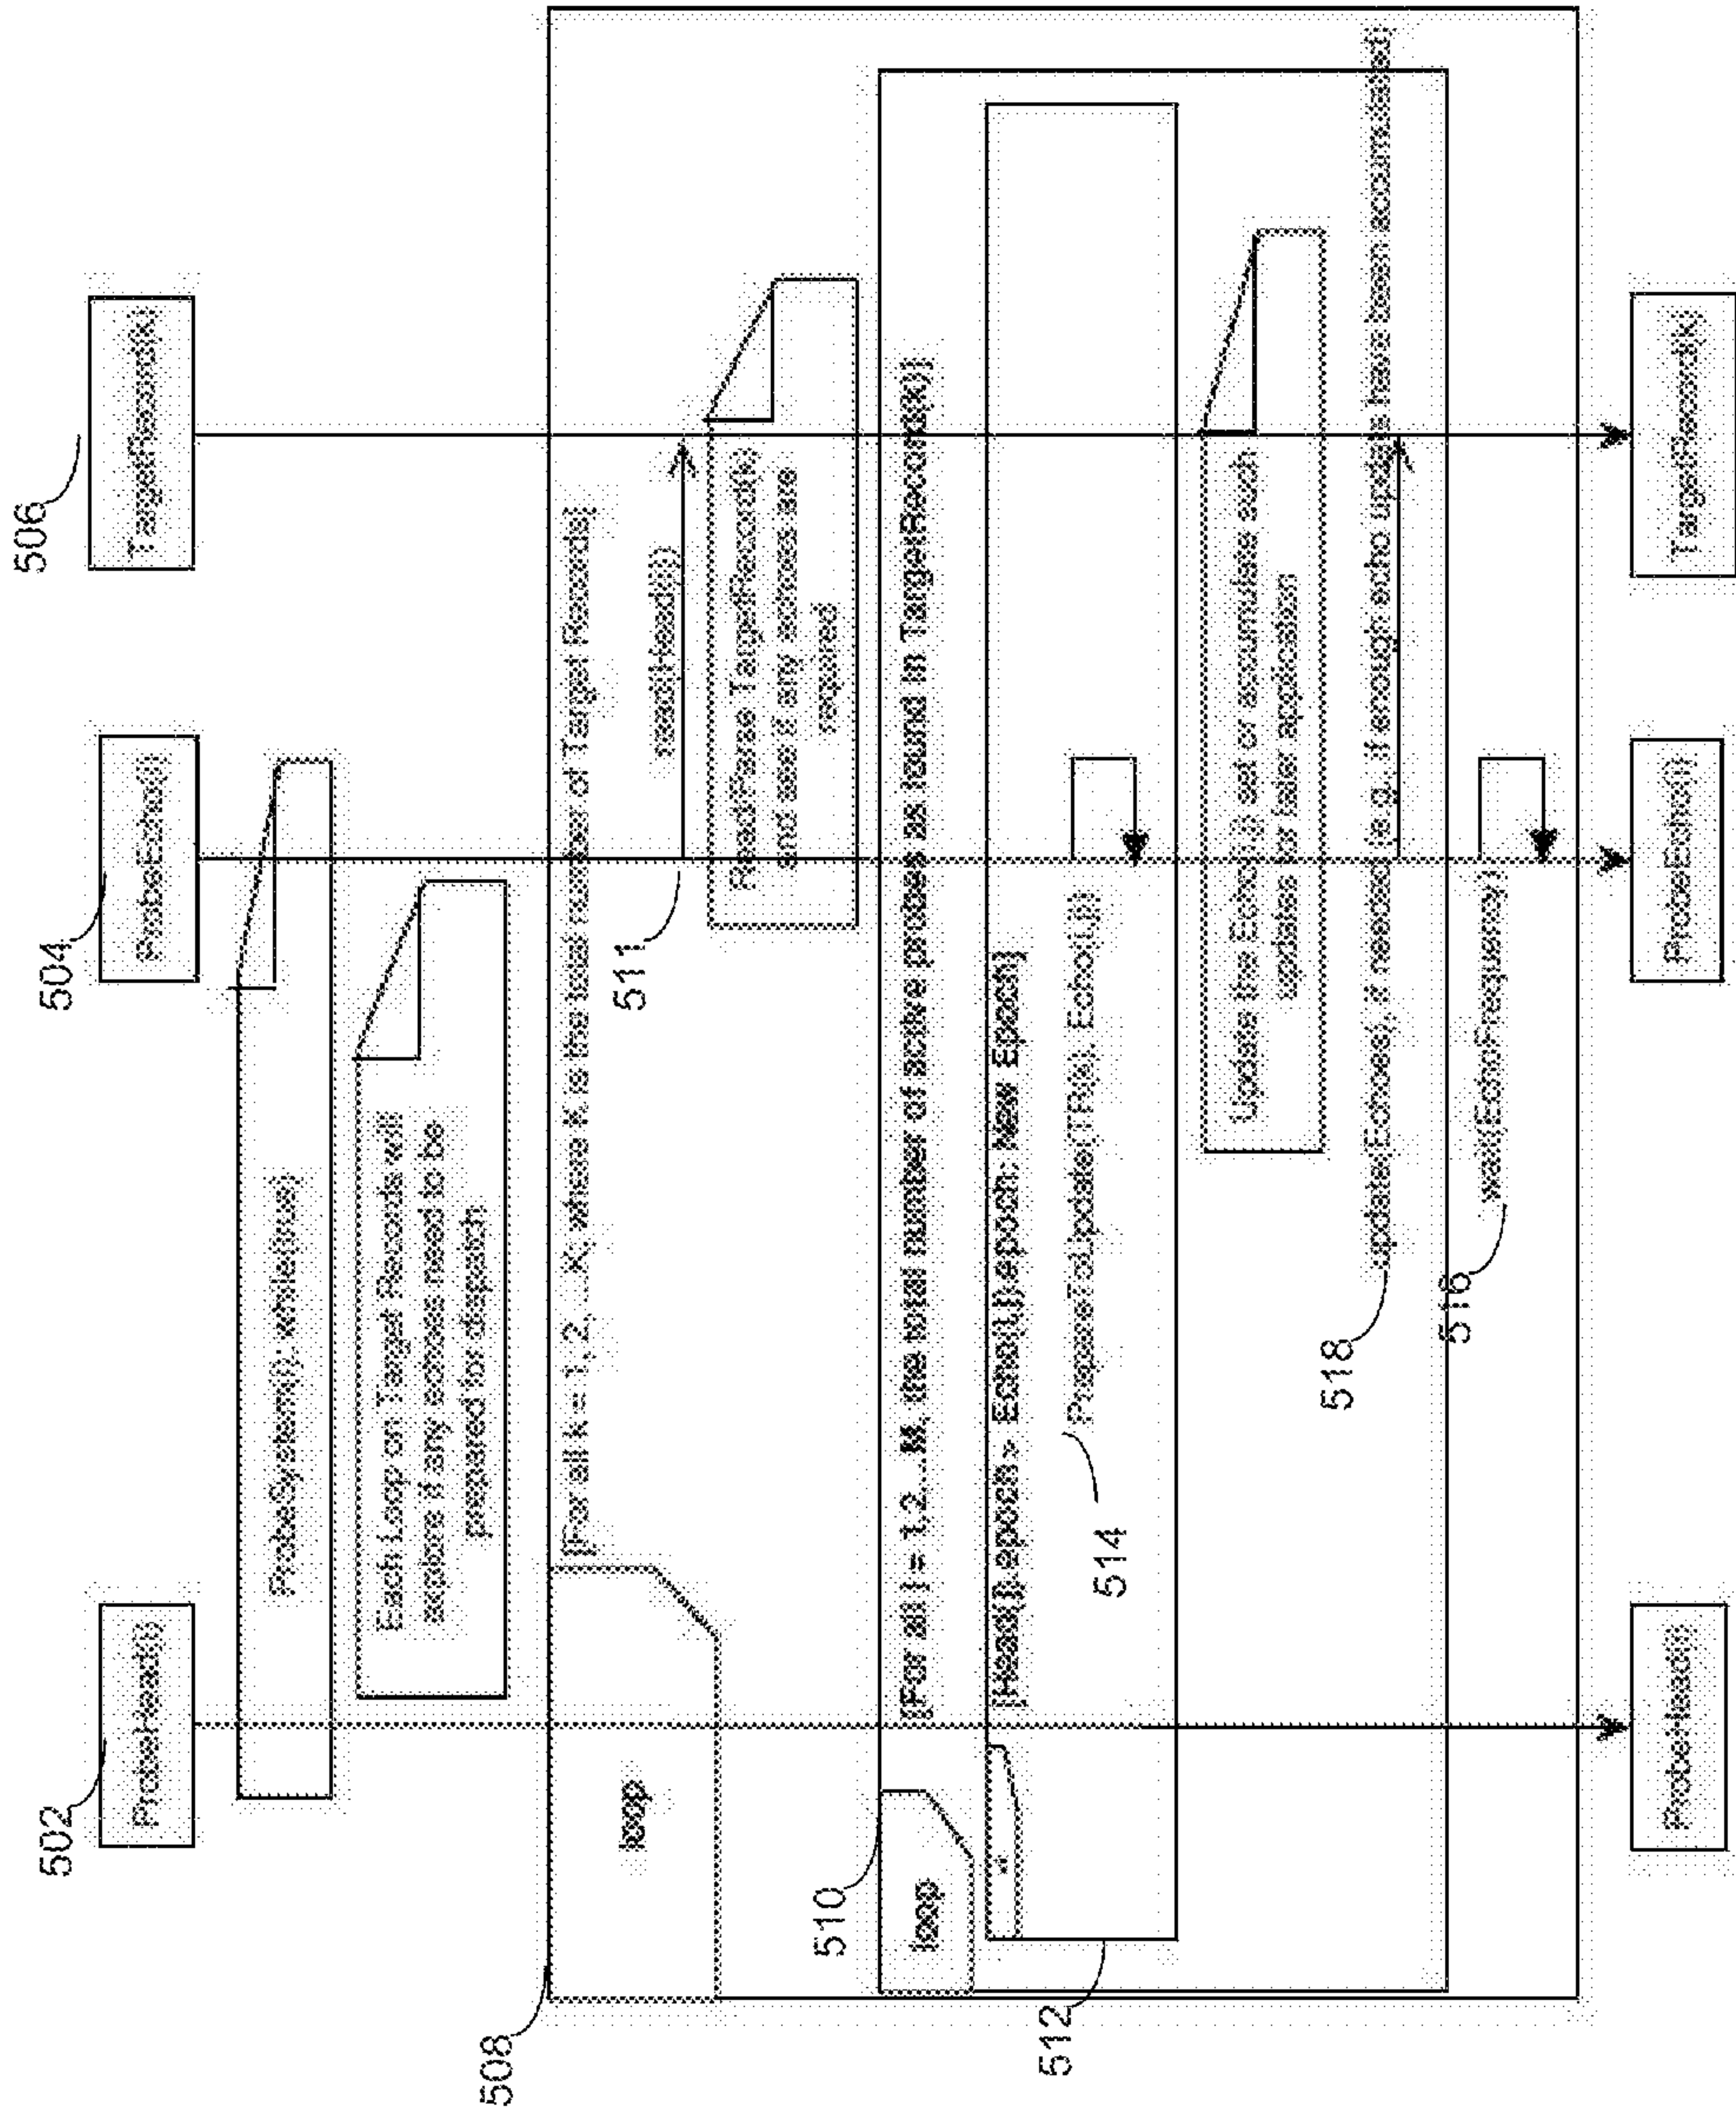 502
504
506
ProbeHead(i)
ProbeEcho(i)
TargetRecord(k)
ProbeSystem(i): while(true)
Each Loop on Target Records will
explore if any echoes need to be
prepared for dispatch
508
loop
[For all k = 1, 2, ...K, where K is the total number of Target Records]
511
read(Head(j))
Read/Parse TargetRecord(k)
and see if any echoes are
required
510
loop
[For all j = 1,2,...M, the total number of active probes as found in TargetRecord(k)]
512
[Head(j).epoch > Echo(i,j).epoch: New Epoch]
514
PrepareToUpdate(TR(k), Echo(i,j))
Update the Echo(i,j) set or accumulate such
updates for later application
518
update(Echoes), if needed (e.g., if enough echo updates have been accumulated)
516
wait(EchoFrequency)
ProbeHead(i)
ProbeEcho(i)
TargetRecord(k)